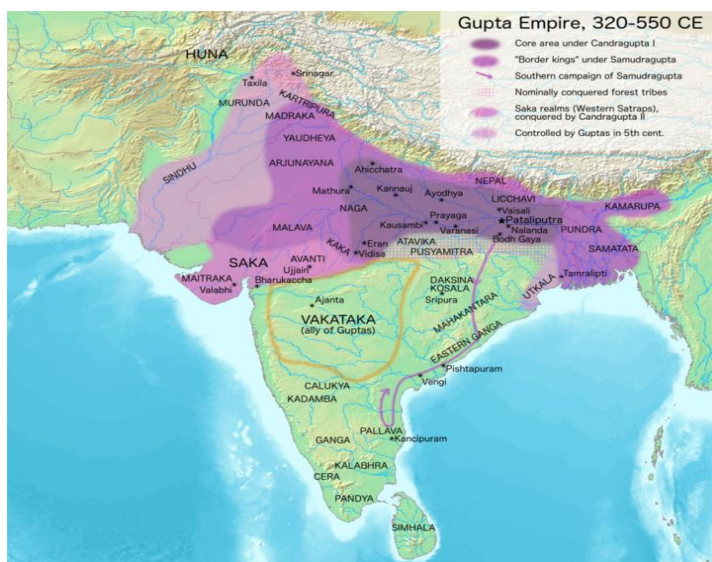 Gupta Empire, 320-550 CE
Core area under Candragupta I
"Border kings" under Samudragupta
Southern campaign of Samudragupta
Nominally conquered forest tribes
Saka realms (Western Satraps),
conquered by Candragupta II
Controlled by Guptas in 5th cent.
HUNA
Srinagar
Taxila
MURUNDA
KARTRIPURA
MADRAKA
YAUDHEYA
SINDHU
ARJUNAYANA
Ahicchatra
Mathura
Kannauj
Ayodhya
NEPAL
LICCHAVI
Vaisali
KAMARUPA
NAGA
Prayaga
Pataliputra
Kausambi
Varanasi
Nalanda
PUNDRA
MALAVA
Bodh Gaya
KAKA
Eran
ATAVIKA
SAMATATA
Vidisa
PUSYAMITRA
SAKA
AVANTI
Ujjain
MAITRAKA
Valabhi
Bharukaccha
DAKSINA
KOSALA
Sripura
UTKALA
Tamralipti
Ajanta
MAHAKANTARA
VAKATAKA
(ally of Guptas)
EASTERN GANGA
Pishtapuram
Vengi
CALUKYA
KADAMBA
PALLAVA
GANGA
Kancipuram
KALABHRA
CERA
PANDYA
SIMHALA